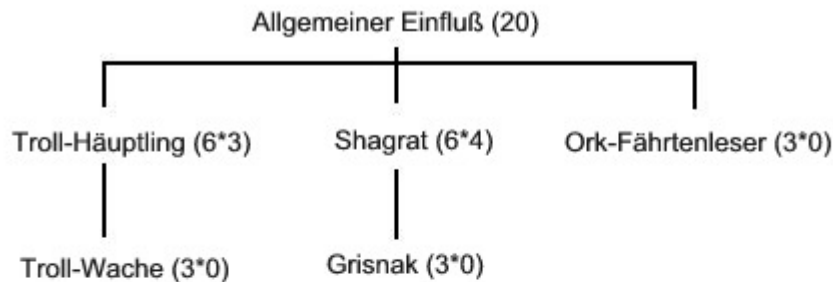 Allgemeiner Einfluß (20)
Troll-Häuptling (6*3) Shagrat (6*4) Ork-Fährtenleser (3*0)
Troll-Wache (3*0) Grisnak (3*0)